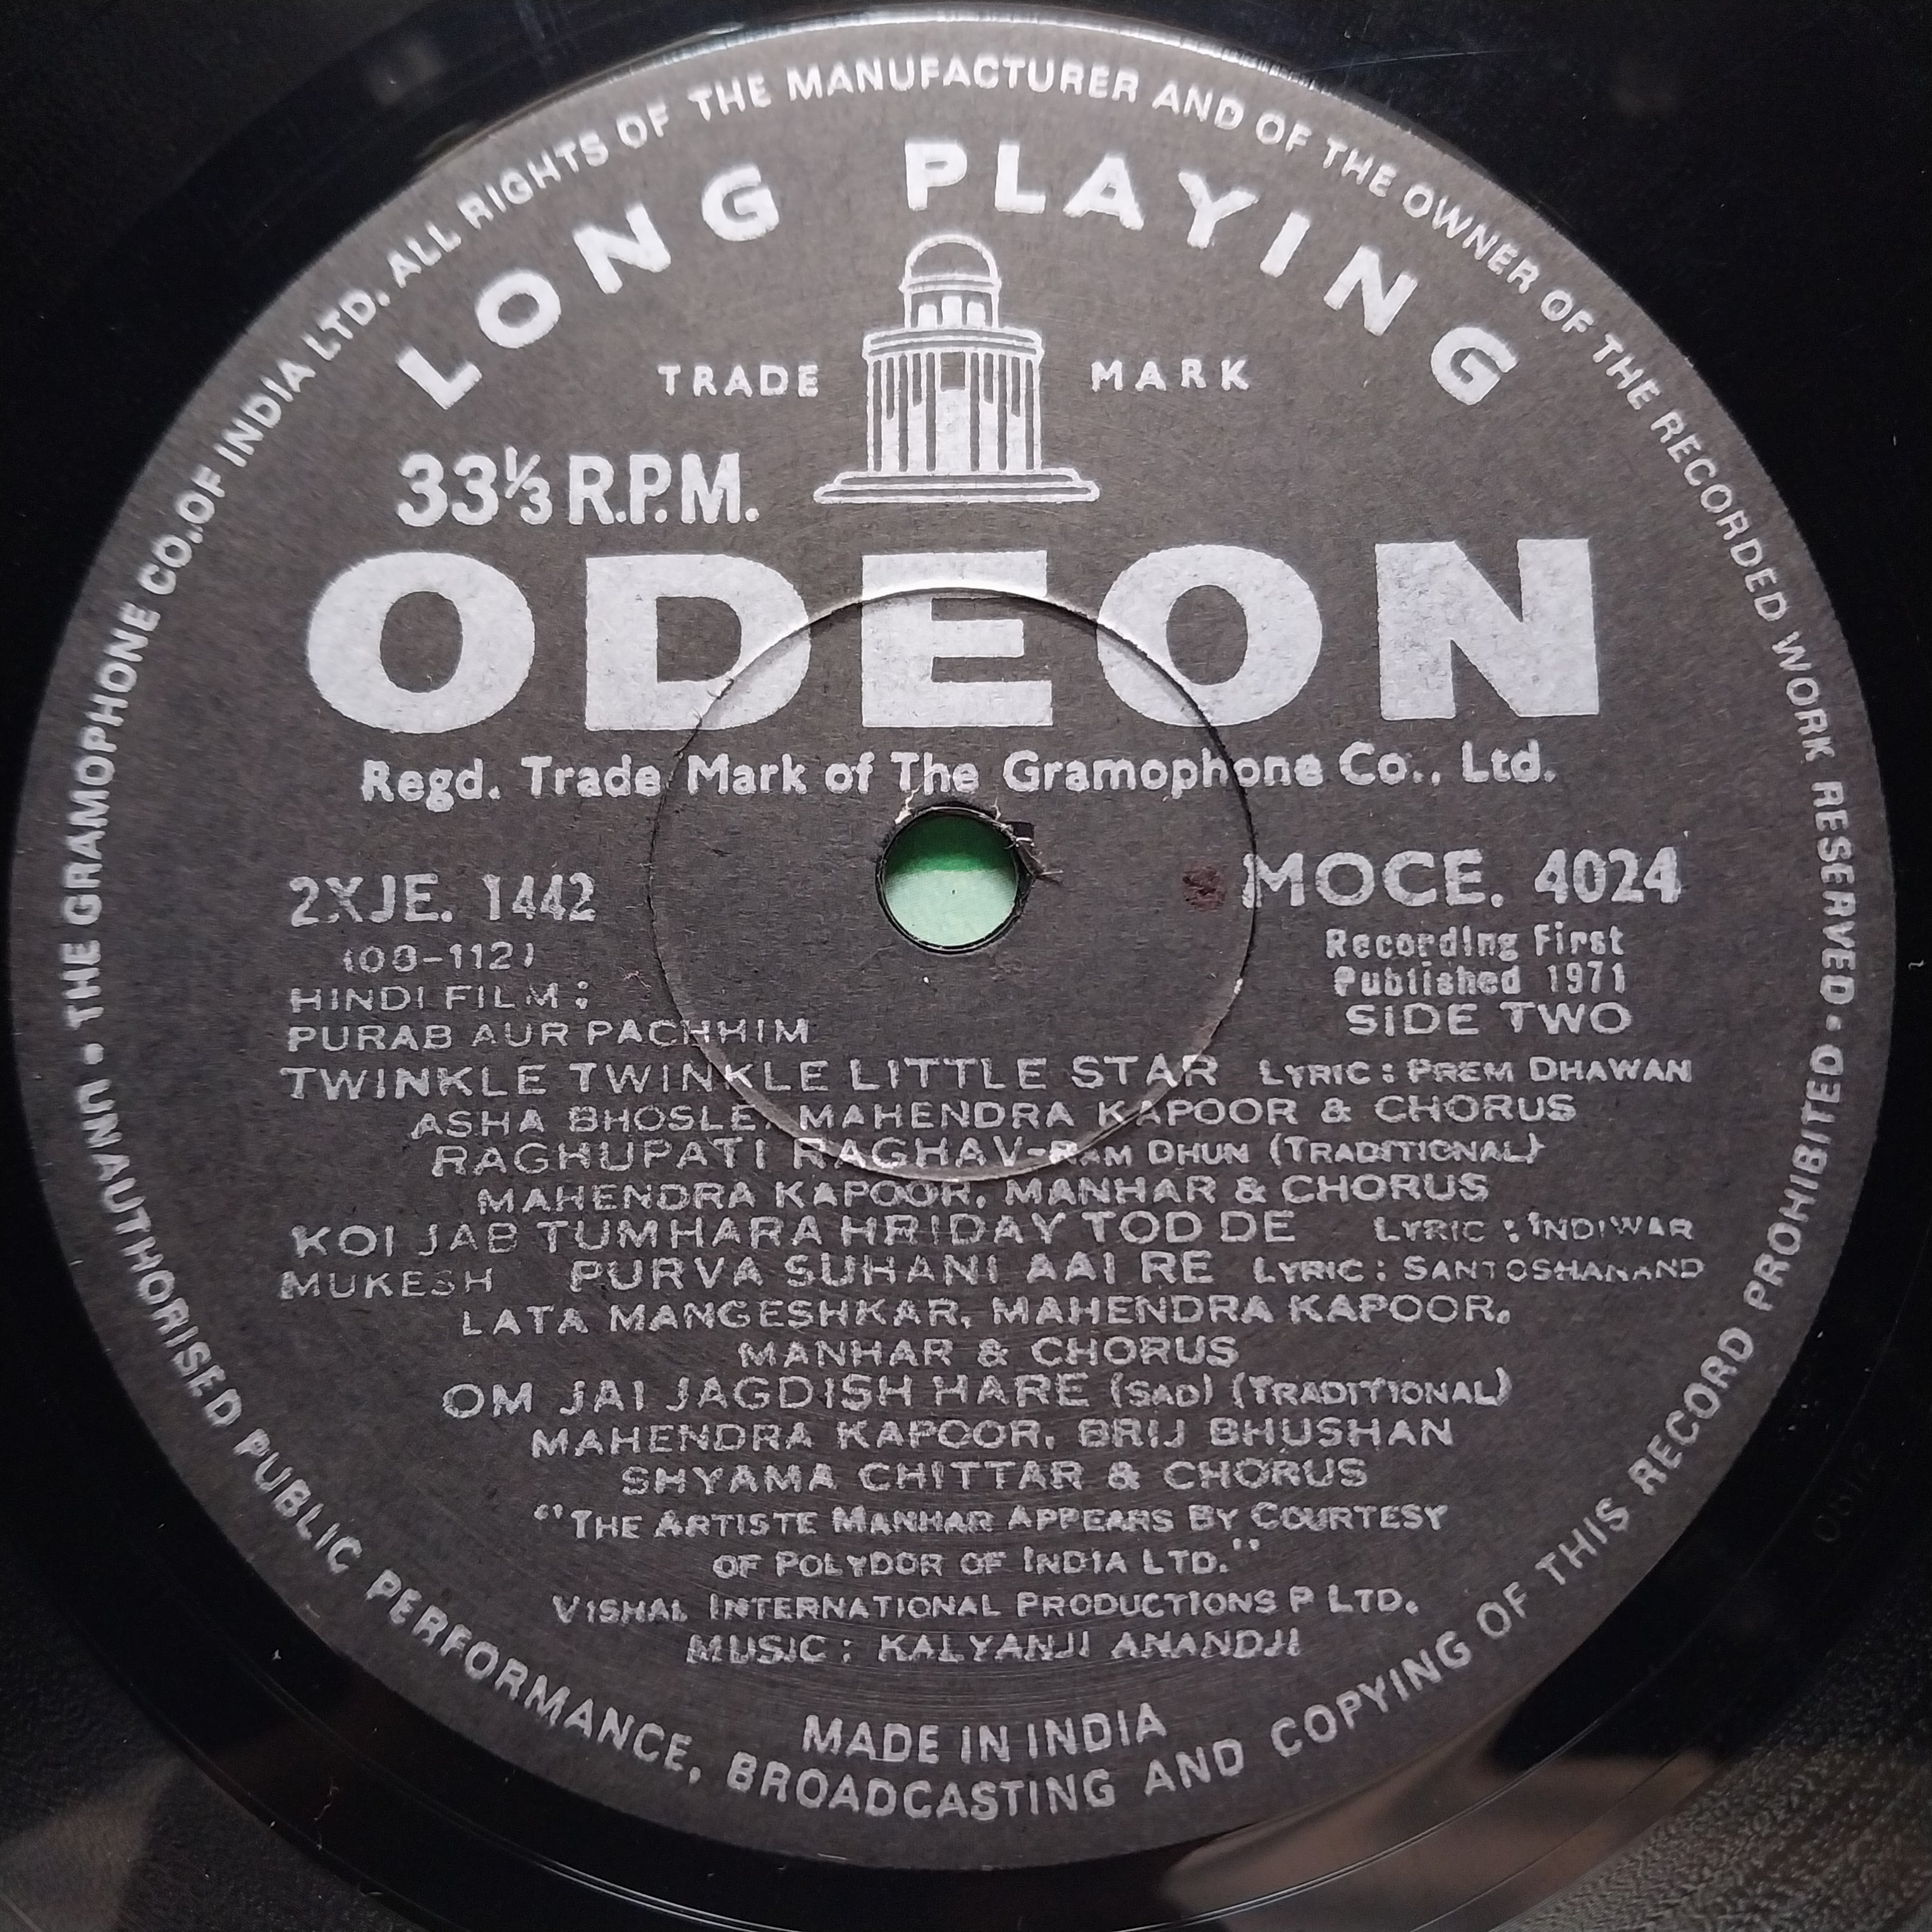 THE GRAMOPHONE CO. OF INDIA LTD. ALL RIGHTS OF THE MANUFACTURER AND OF THE OWNER OF THE RECORDED WORK RESERVED • UNAUTHORISED PUBLIC PERFORMANCE, BROADCASTING AND COPYING OF THIS RECORD PROHIBITED •
LONG PLAYING
TRADE MARK
33⅓ R.P.M.
ODEON
Regd. Trade Mark of The Gramophone Co., Ltd.
2XJE. 1442
MOCE. 4024
(08-112)
Recording First
Published 1971
HINDI FILM:
SIDE TWO
PURAB AUR PACHHIM
TWINKLE TWINKLE LITTLE STAR LYRIC: PREM DHAWAN
ASHA BHOSLE, MAHENDRA KAPOOR & CHORUS
RAGHUPATI RAGHAV-RAM DHUN (TRADITIONAL)
MAHENDRA KAPOOR, MANHAR & CHORUS
KOI JAB TUMHARA HRIDAY TOD DE LYRIC: INDIWAR
MUKESH PURVA SUHANI AAI RE LYRIC: SANTOSHANAND
LATA MANGESHKAR, MAHENDRA KAPOOR,
MANHAR & CHORUS
OM JAI JAGDISH HARE (SAD) (TRADITIONAL)
MAHENDRA KAPOOR, BRIJ BHUSHAN
SHYAMA CHITTAR & CHORUS
"THE ARTISTE MANHAR APPEARS BY COURTESY
OF POLYDOR OF INDIA LTD."
VISHAL INTERNATIONAL PRODUCTIONS P LTD.
MUSIC: KALYANJI ANANDJI
MADE IN INDIA